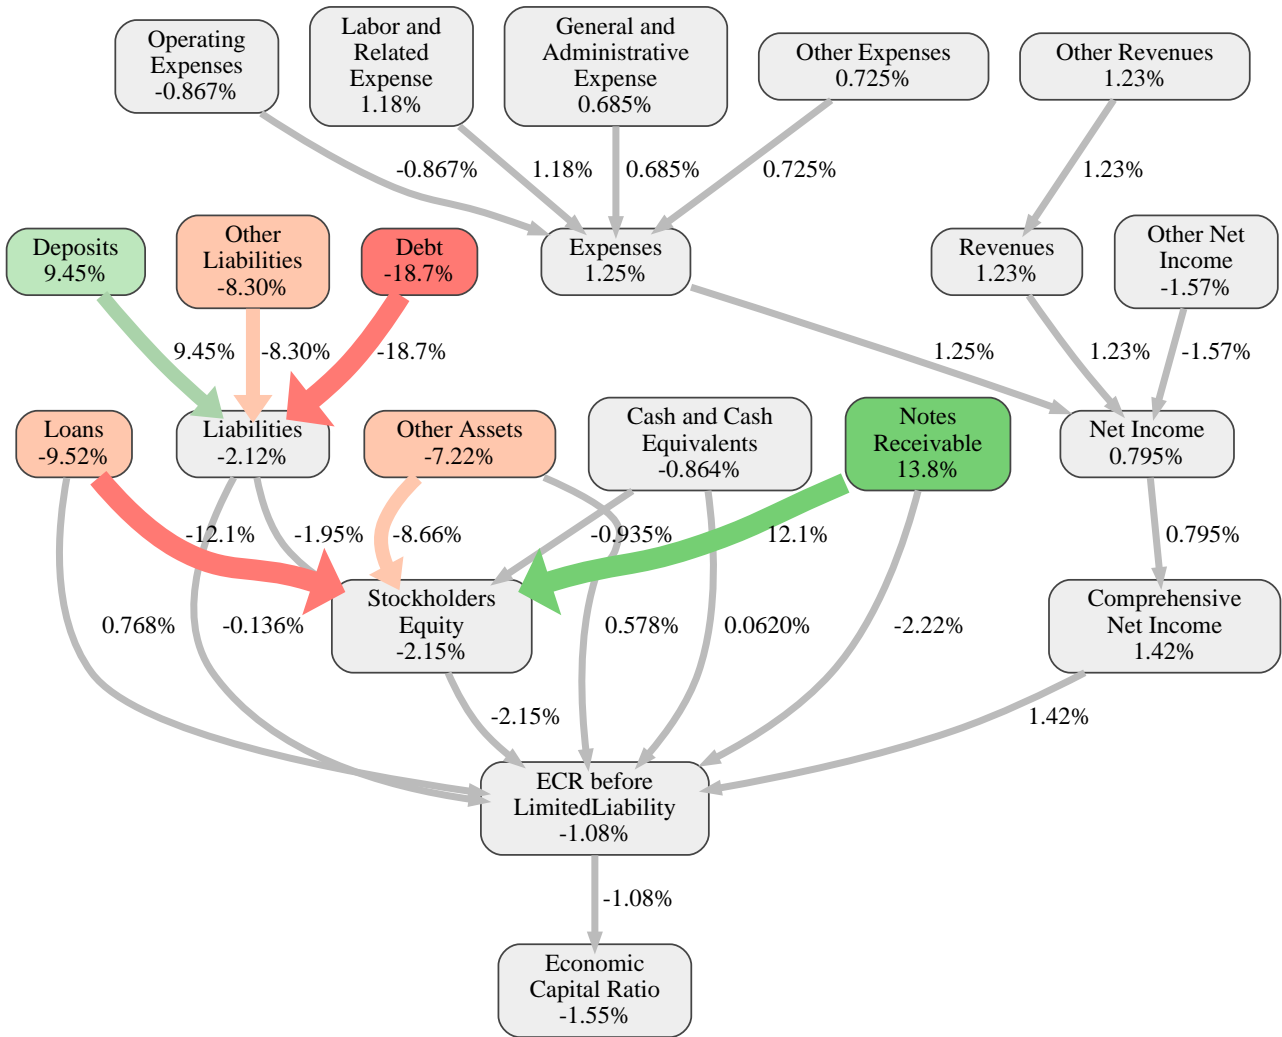 Operating
Expenses
-0.867%
Labor and
Related
Expense
1.18%
General and
Administrative
Expense
0.685%
Other Expenses
0.725%
Other Revenues
1.23%
-0.867%
1.18%
0.685%
0.725%
1.23%
Deposits
9.45%
Other
Liabilities
-8.30%
Debt
-18.7%
Expenses
1.25%
Revenues
1.23%
Other Net
Income
-1.57%
9.45%
-8.30%
-18.7%
1.25%
1.23%
-1.57%
Loans
-9.52%
Liabilities
-2.12%
Other Assets
-7.22%
Cash and Cash
Equivalents
-0.864%
Notes
Receivable
13.8%
Net Income
0.795%
-12.1%
-1.95%
-8.66%
-0.935%
12.1%
0.795%
Stockholders
Equity
-2.15%
Comprehensive
Net Income
1.42%
0.768%
-0.136%
0.578%
0.0620%
-2.22%
-2.15%
1.42%
ECR before
LimitedLiability
-1.08%
-1.08%
Economic
Capital Ratio
-1.55%